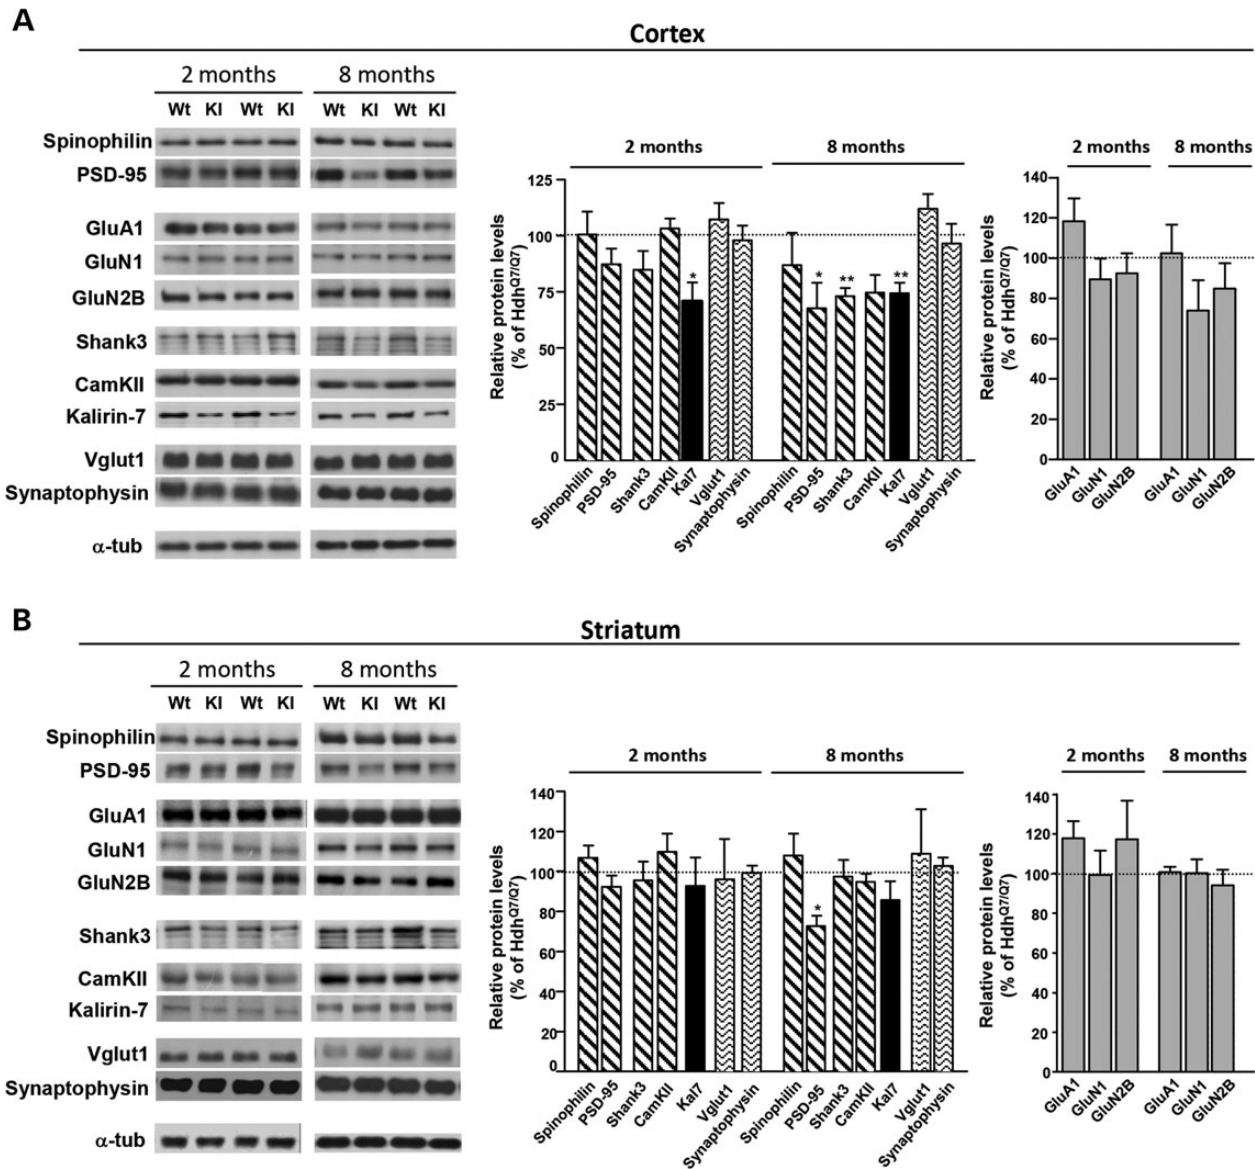 A
Cortex
2 months 8 months
Wt KI Wt KI Wt KI Wt KI
Spinophilin
PSD-95
GluA1
GluN1
GluN2B
Shank3
CamKII
Kalirin-7
Vglut1
Synaptophysin
α-tub
2 months 8 months
Relative protein levels
(% of Hdh^Q7/Q7)
125
100
75
50
25
0
* * ** **
Spinophilin PSD-95 Shank3 CamKII Kal7 Vglut1 Synaptophysin Spinophilin PSD-95 Shank3 CamKII Kal7 Vglut1 Synaptophysin
2 months 8 months
Relative protein levels
(% of Hdh^Q7/Q7)
140
120
100
80
60
40
20
0
GluA1 GluN1 GluN2B GluA1 GluN1 GluN2B
B
Striatum
2 months 8 months
Wt KI Wt KI Wt KI Wt KI
Spinophilin
PSD-95
GluA1
GluN1
GluN2B
Shank3
CamKII
Kalirin-7
Vglut1
Synaptophysin
α-tub
2 months 8 months
Relative protein levels
(% of Hdh^Q7/Q7)
140
120
100
80
60
40
20
0
*
Spinophilin PSD-95 Shank3 CamKII Kal7 Vglut1 Synaptophysin Spinophilin PSD-95 Shank3 CamKII Kal7 Vglut1 Synaptophysin
2 months 8 months
Relative protein levels
(% of Hdh^Q7/Q7)
140
120
100
80
60
40
20
0
GluA1 GluN1 GluN2B GluA1 GluN1 GluN2B